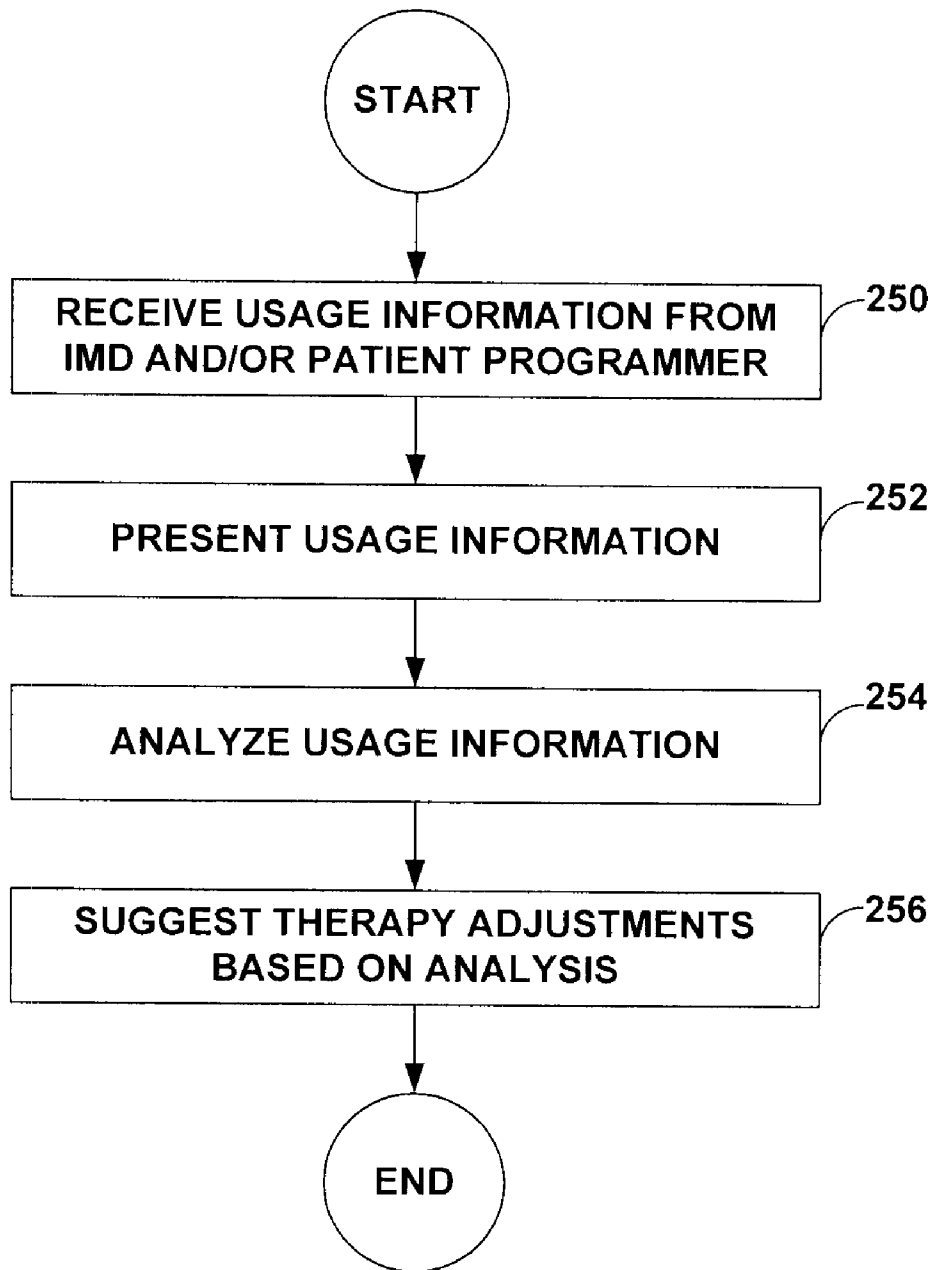 START
RECEIVE USAGE INFORMATION FROM
IMD AND/OR PATIENT PROGRAMMER
250
PRESENT USAGE INFORMATION
252
ANALYZE USAGE INFORMATION
254
SUGGEST THERAPY ADJUSTMENTS
BASED ON ANALYSIS
256
END